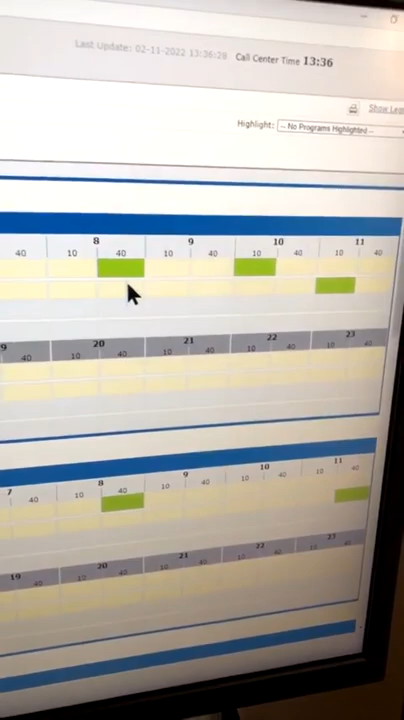 Last Update: 02-11-2022 13:36:28 Call Center Time 13:36
Show Leg
Highlight: -- No Programs Highlighted --
8 9 10 11
40 10 40 10 40 10 40 10 40
9 20 21 22 23
40 10 40 10 40 10 40 10 40
7 8 9 10 11
40 10 40 10 40 10 40 10 40
19 20 21 22 23
40 10 40 10 40 10 40 10 40